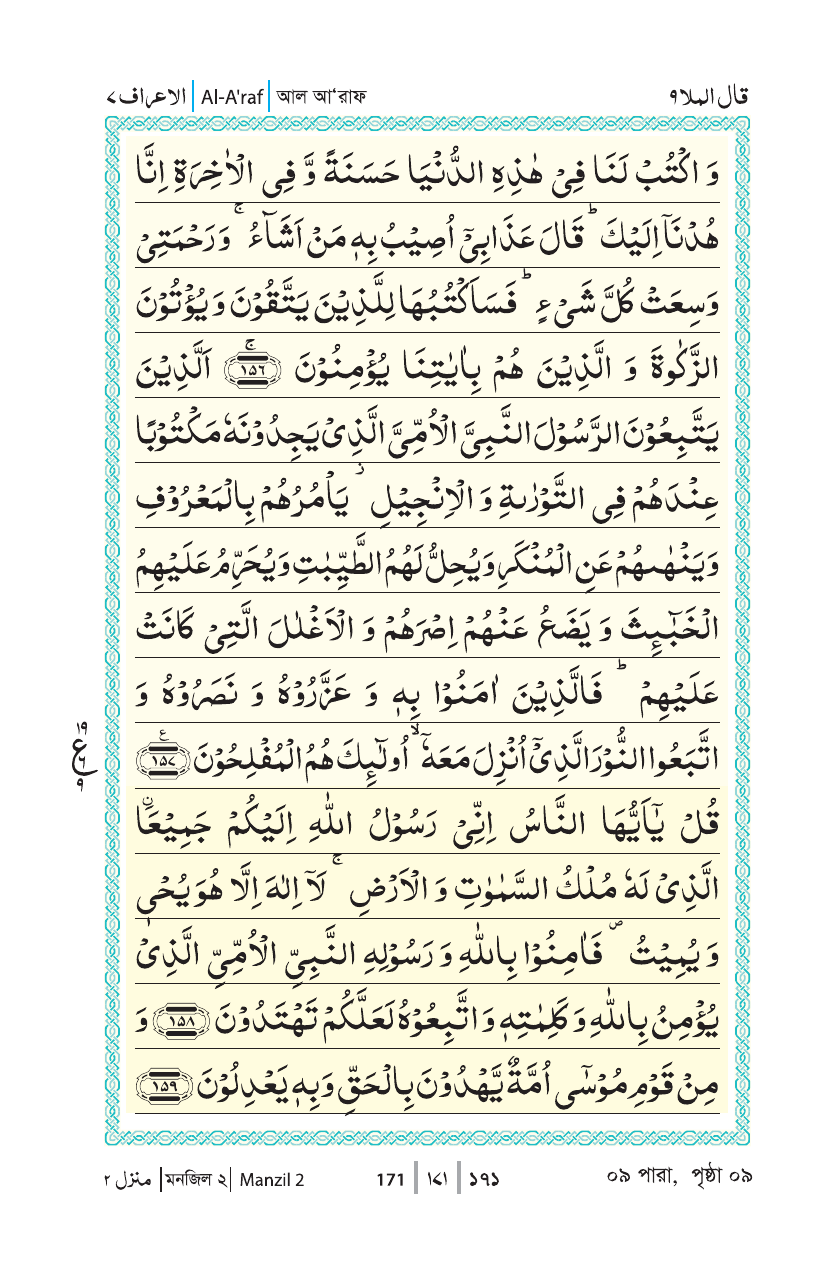 الاعراف ٧ | Al-A'raf | আল আ'রাফ
قال الملا ٩
وَ اكْتُبْ لَنَا فِیْ هٰذِهِ الدُّنْیَا حَسَنَةً وَّ فِی الْاٰخِرَةِ اِنَّا
هُدْنَاۤ اِلَیْكَ ؕ قَالَ عَذَابِیْۤ اُصِیْبُ بِهٖ مَنْ اَشَآءُ ۚ وَ رَحْمَتِیْ
وَسِعَتْ كُلَّ شَیْءٍ ؕ فَسَاَكْتُبُهَا لِلَّذِیْنَ یَتَّقُوْنَ وَ یُؤْتُوْنَ
الزَّكٰوةَ وَ الَّذِیْنَ هُمْ بِاٰیٰتِنَا یُؤْمِنُوْنَ ۚ ﴿۱۵۶﴾ اَلَّذِیْنَ
یَتَّبِعُوْنَ الرَّسُوْلَ النَّبِیَّ الْاُمِّیَّ الَّذِیْ یَجِدُوْنَهٗ مَكْتُوْبًا
عِنْدَهُمْ فِی التَّوْرٰىةِ وَ الْاِنْجِیْلِ ؗ یَاْمُرُهُمْ بِالْمَعْرُوْفِ
وَ یَنْهٰىهُمْ عَنِ الْمُنْكَرِ وَ یُحِلُّ لَهُمُ الطَّیِّبٰتِ وَ یُحَرِّمُ عَلَیْهِمُ
الْخَبٰٓىِٕثَ وَ یَضَعُ عَنْهُمْ اِصْرَهُمْ وَ الْاَغْلٰلَ الَّتِیْ كَانَتْ
عَلَیْهِمْ ؕ فَالَّذِیْنَ اٰمَنُوْا بِهٖ وَ عَزَّرُوْهُ وَ نَصَرُوْهُ وَ
اتَّبَعُوا النُّوْرَ الَّذِیْۤ اُنْزِلَ مَعَهٗۤ ۙ اُولٰٓىِٕكَ هُمُ الْمُفْلِحُوْنَ ﴿۱۵۷﴾ ع
١٩
ع ٦
٩
قُلْ یٰۤاَیُّهَا النَّاسُ اِنِّیْ رَسُوْلُ اللّٰهِ اِلَیْكُمْ جَمِیْعَاۨ
الَّذِیْ لَهٗ مُلْكُ السَّمٰوٰتِ وَ الْاَرْضِ ۚ لَاۤ اِلٰهَ اِلَّا هُوَ یُحْیٖ
وَ یُمِیْتُ ۪ فَاٰمِنُوْا بِاللّٰهِ وَ رَسُوْلِهِ النَّبِیِّ الْاُمِّیِّ الَّذِیْ
یُؤْمِنُ بِاللّٰهِ وَ كَلِمٰتِهٖ وَ اتَّبِعُوْهُ لَعَلَّكُمْ تَهْتَدُوْنَ ﴿۱۵۸﴾ وَ
مِنْ قَوْمِ مُوْسٰۤی اُمَّةٌ یَّهْدُوْنَ بِالْحَقِّ وَ بِهٖ یَعْدِلُوْنَ ﴿۱۵۹﴾
منزل ٢ | মনজিল ২ | Manzil 2
171 | ١٧١ | ১৭১
০৯ পারা, পৃষ্ঠা ০৯